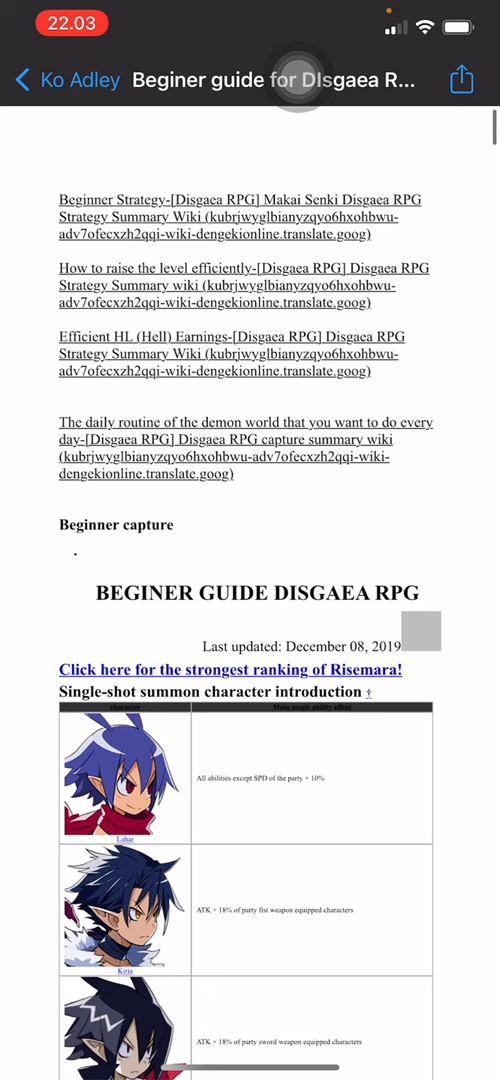 22.03
Ko Adley
Beginer guide for DIsgaea R...
Beginner Strategy-[Disgaea RPG] Makai Senki Disgaea RPG
Strategy Summary Wiki (kubrjwyglbianyzqyo6hxohbwu-
adv7ofecxzh2qqi-wiki-dengekionline.translate.goog)
How to raise the level efficiently-[Disgaea RPG] Disgaea RPG
Strategy Summary wiki (kubrjwyglbianyzqyo6hxohbwu-
adv7ofecxzh2qqi-wiki-dengekionline.translate.goog)
Efficient HL (Hell) Earnings-[Disgaea RPG] Disgaea RPG
Strategy Summary Wiki (kubrjwyglbianyzqyo6hxohbwu-
adv7ofecxzh2qqi-wiki-dengekionline.translate.goog)
The daily routine of the demon world that you want to do every
day-[Disgaea RPG] Disgaea RPG capture summary wiki
(kubrjwyglbianyzqyo6hxohbwu-adv7ofecxzh2qqi-wiki-
dengekionline.translate.goog)
Beginner capture
BEGINER GUIDE DISGAEA RPG
Last updated: December 08, 2019
Click here for the strongest ranking of Risemara!
Single-shot summon character introduction †
character Main magic ability effect
All abilities except SPD of the party + 10%
Lahar
ATK + 18% of party fist weapon equipped characters
Kiria
ATK + 18% of party sword weapon equipped characters